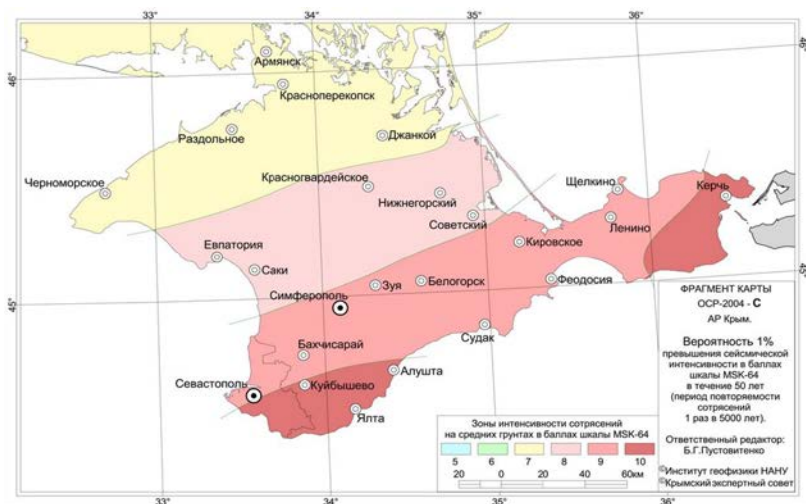 33° 34° 35° 36°
46° 46°
Армянск
Красноперекопск
Раздольное
Джанкой
Черноморское
Красногвардейское
Нижнегорский
Щелкино
Керчь
Советский
Ленино
Евпатория
Кировское
Саки
45° 45°
Симферополь
Зуя
Белогорск
Феодосия
Судак
Бахчисарай
Севастополь
Куйбышево
Алушта
Ялта
ФРАГМЕНТ КАРТЫ
ОСР-2004 - С
АР Крым.
Вероятность 1%
превышения сейсмической
интенсивности в баллах
шкалы MSK-64
в течение 50 лет
(период повторяемости
сотрясений
1 раз в 5000 лет).
Ответственный редактор:
Б.Г.Пустовитенко
©Институт геофизики НАНУ
©Крымский экспертный совет
Зоны интенсивности сотрясений
на средних грунтах в баллах шкалы MSK-64
5 6 7 8 9 10
20 0 20 40 60км
33° 34° 35° 36°